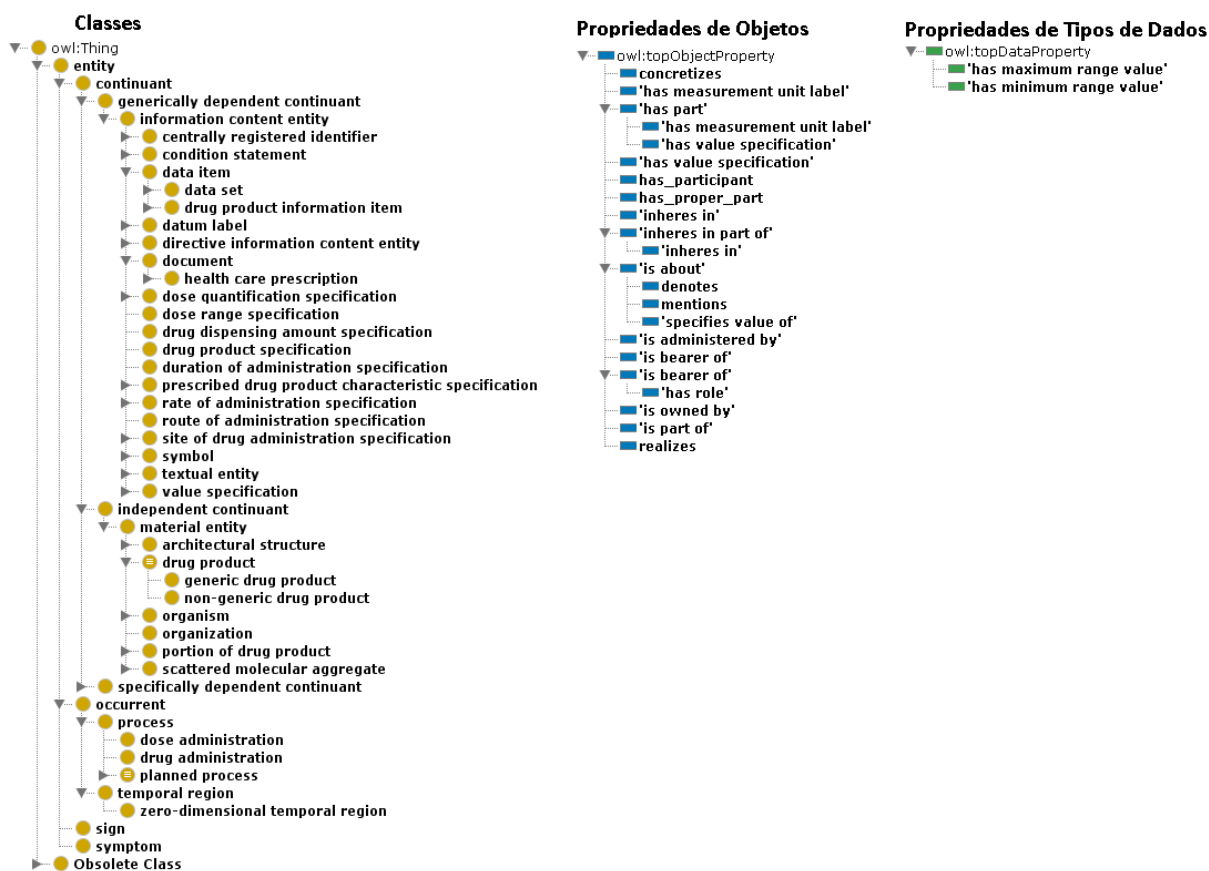 Classes
owl:Thing
entity
continuant
generically dependent continuant
information content entity
centrally registered identifier
condition statement
data item
data set
drug product information item
datum label
directive information content entity
document
health care prescription
dose quantification specification
dose range specification
drug dispensing amount specification
drug product specification
duration of administration specification
prescribed drug product characteristic specification
rate of administration specification
route of administration specification
site of drug administration specification
symbol
textual entity
value specification
independent continuant
material entity
architectural structure
drug product
generic drug product
non-generic drug product
organism
organization
portion of drug product
scattered molecular aggregate
specifically dependent continuant
occurrent
process
dose administration
drug administration
planned process
temporal region
zero-dimensional temporal region
sign
symptom
Obsolete Class
Propriedades de Objetos
owl:topObjectProperty
concretizes
'has measurement unit label'
'has part'
'has measurement unit label'
'has value specification'
'has value specification'
has_participant
has_proper_part
'inheres in'
'inheres in part of'
'inheres in'
'is about'
denotes
mentions
'specifies value of'
'is administered by'
'is bearer of'
'is bearer of'
'has role'
'is owned by'
'is part of'
realizes
Propriedades de Tipos de Dados
owl:topDataProperty
'has maximum range value'
'has minimum range value'